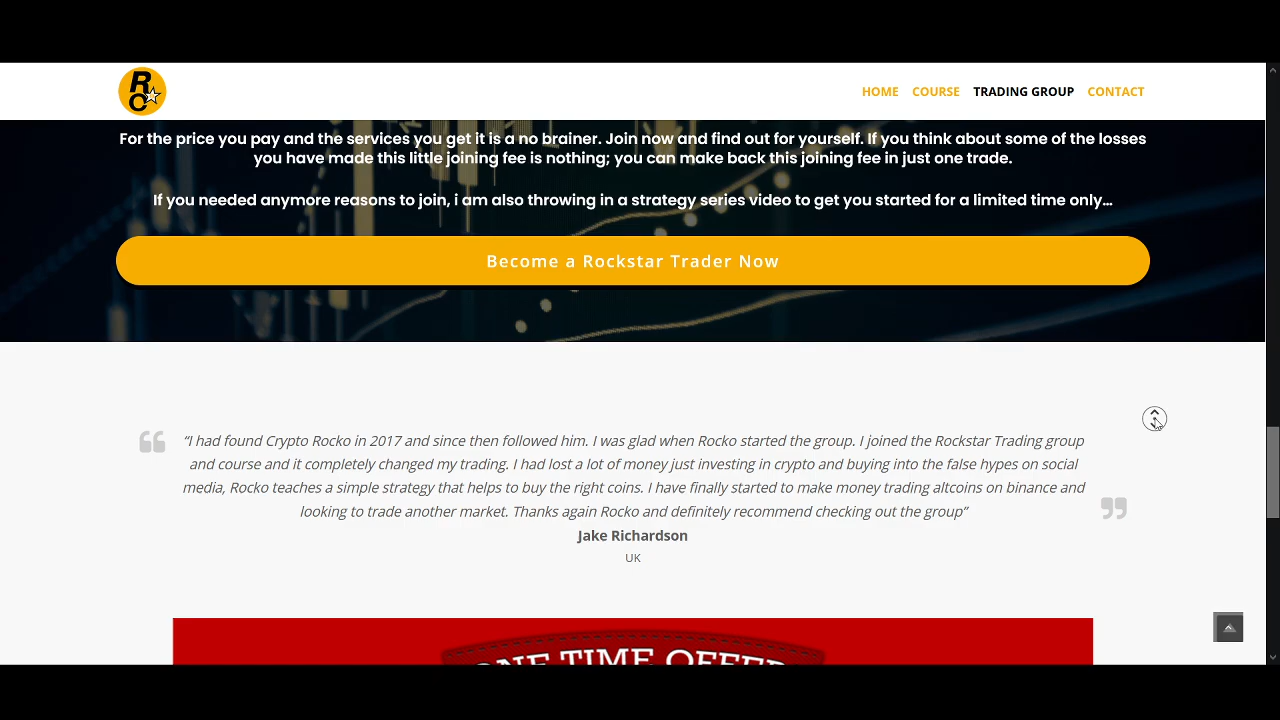 R
C
HOME COURSE TRADING GROUP CONTACT
For the price you pay and the services you get it is a no brainer. Join now and find out for yourself. If you think about some of the losses
you have made this little joining fee is nothing; you can make back this joining fee in just one trade.
If you needed anymore reasons to join, i am also throwing in a strategy series video to get you started for a limited time only...
Become a Rockstar Trader Now
“I had found Crypto Rocko in 2017 and since then followed him. I was glad when Rocko started the group. I joined the Rockstar Trading group
and course and it completely changed my trading. I had lost a lot of money just investing in crypto and buying into the false hypes on social
media, Rocko teaches a simple strategy that helps to buy the right coins. I have finally started to make money trading altcoins on binance and
looking to trade another market. Thanks again Rocko and definitely recommend checking out the group”
Jake Richardson
UK
ONE TIME OFFER